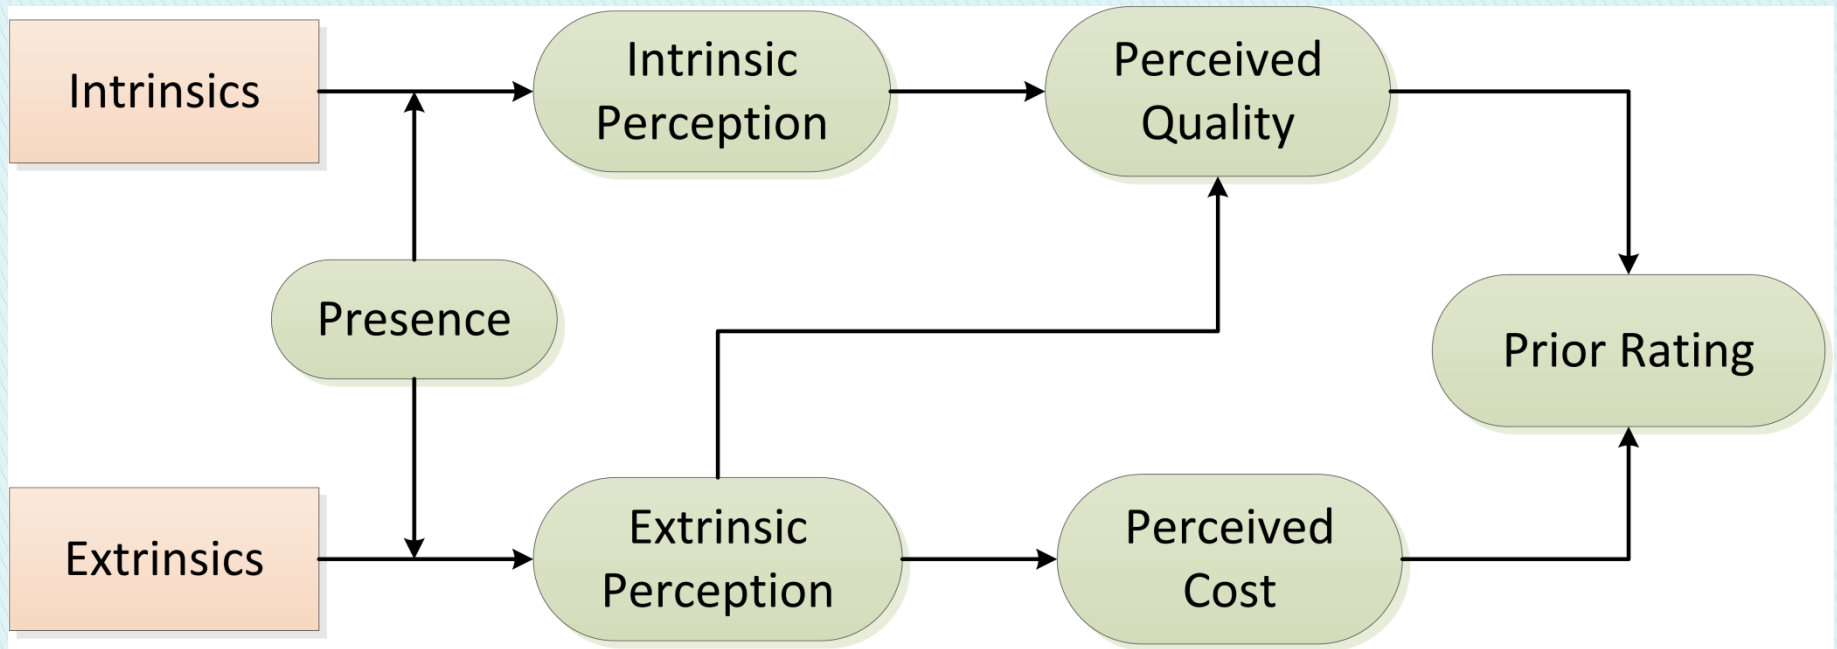 Intrinsics
Intrinsic
Perception
Perceived
Quality
Presence
Prior Rating
Extrinsics
Extrinsic
Perception
Perceived
Cost